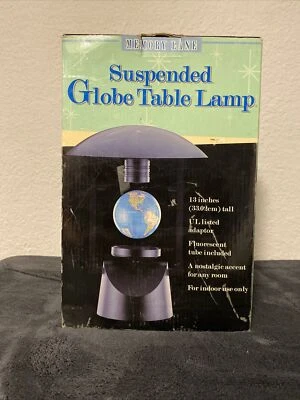 MEMORY LANE
Suspended
Globe Table Lamp
13 inches
(33.02cm) tall
UL listed
adaptor
Fluorescent
tube included
A nostalgic accent
for any room
For indoor use only